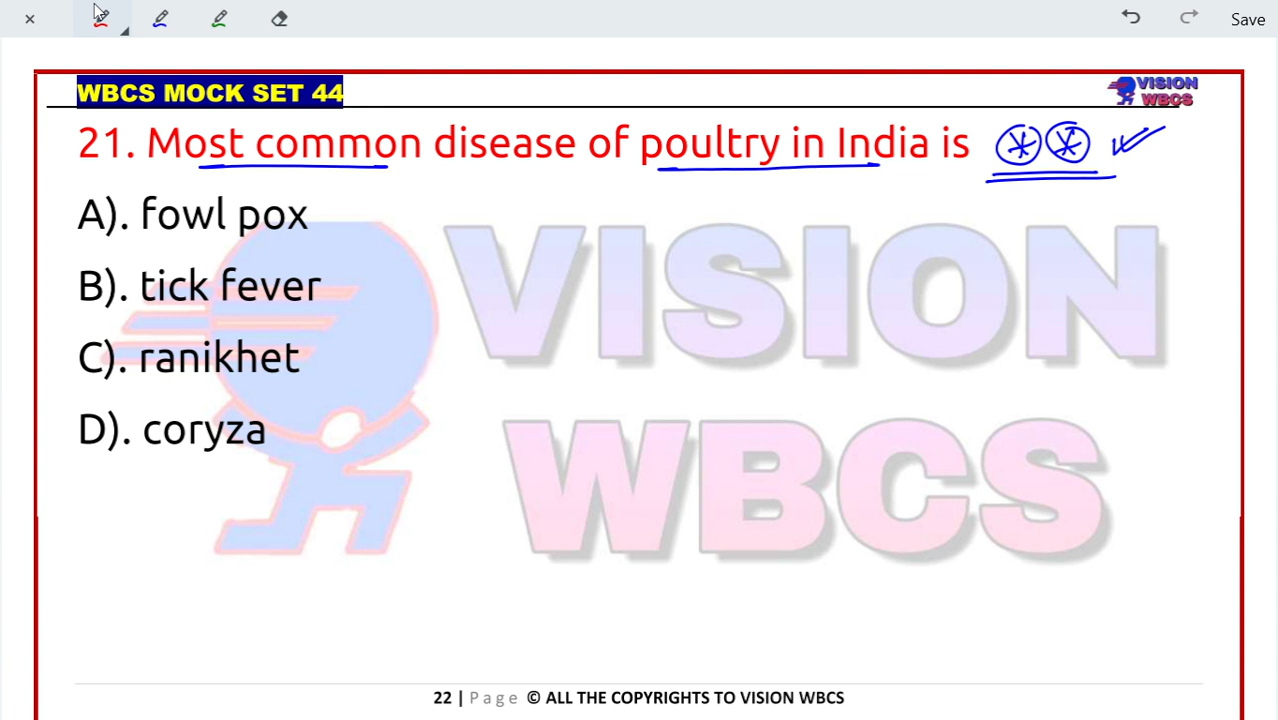 Save
WBCS MOCK SET 44
VISION
WBCS
21. Most common disease of poultry in India is
A). fowl pox
B). tick fever
C). ranikhet
D). coryza
VISION
WBCS
22 | Page © ALL THE COPYRIGHTS TO VISION WBCS